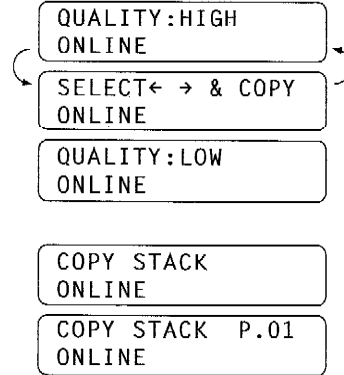 QUALITY:HIGH
ONLINE
SELECT← → & COPY
ONLINE
QUALITY:LOW
ONLINE
COPY STACK
ONLINE
COPY STACK P.01
ONLINE